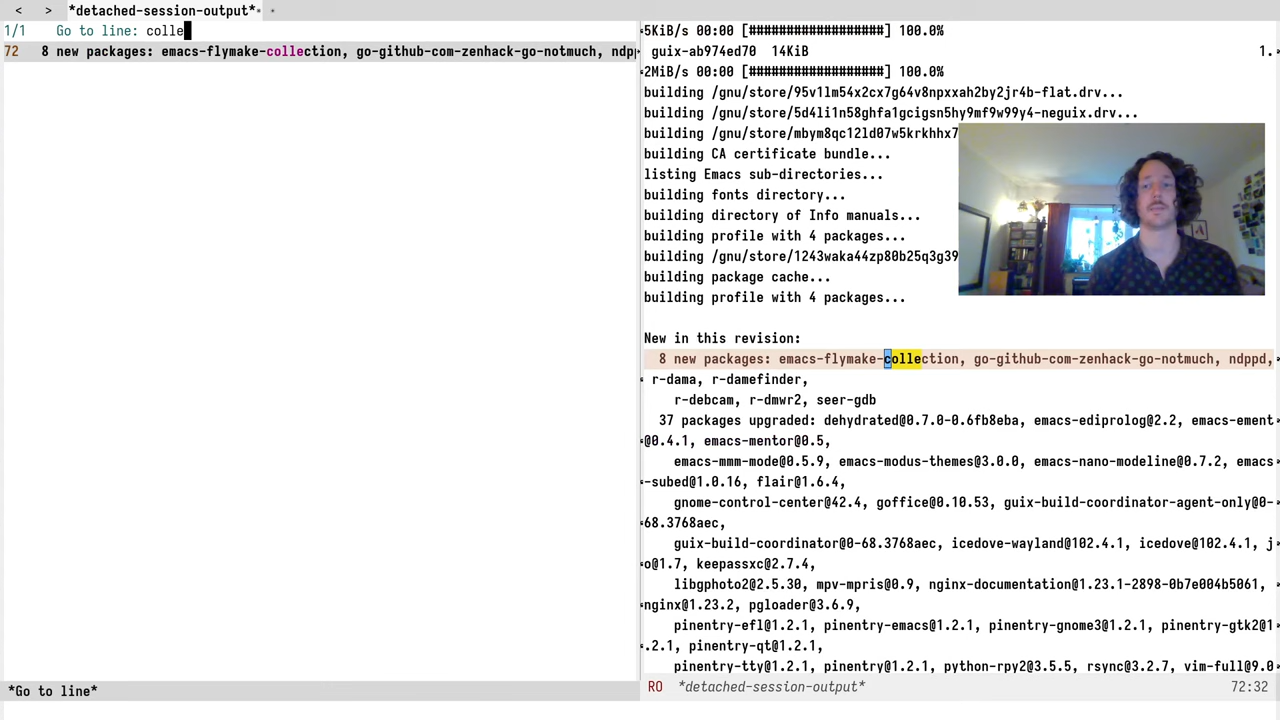 < > *detached-session-output*
1/1 Go to line: colle
72 8 new packages: emacs-flymake-collection, go-github-com-zenhack-go-notmuch, ndpp
*Go to line*
5KiB/s 00:00 [##################] 100.0%
guix-ab974ed70 14KiB 1.
2MiB/s 00:00 [##################] 100.0%
building /gnu/store/95v1lm54x2cx7g64v8npxxah2by2jr4b-flat.drv...
building /gnu/store/5d4li1n58ghfa1gcigsn5hy9mf9w99y4-neguix.drv...
building /gnu/store/mbym8qc12ld07w5krkhhx7
building CA certificate bundle...
listing Emacs sub-directories...
building fonts directory...
building directory of Info manuals...
building profile with 4 packages...
building /gnu/store/1243waka44zp80b25q3g39
building package cache...
building profile with 4 packages...
New in this revision:
8 new packages: emacs-flymake-collection, go-github-com-zenhack-go-notmuch, ndppd,
r-dama, r-damefinder,
r-debcam, r-dmwr2, seer-gdb
37 packages upgraded: dehydrated@0.7.0-0.6fb8eba, emacs-ediprolog@2.2, emacs-ement
@0.4.1, emacs-mentor@0.5,
emacs-mmm-mode@0.5.9, emacs-modus-themes@3.0.0, emacs-nano-modeline@0.7.2, emacs
-subed@1.0.16, flair@1.6.4,
gnome-control-center@42.4, goffice@0.10.53, guix-build-coordinator-agent-only@0-
68.3768aec,
guix-build-coordinator@0-68.3768aec, icedove-wayland@102.4.1, icedove@102.4.1, j
o@1.7, keepassxc@2.7.4,
libgphoto2@2.5.30, mpv-mpris@0.9, nginx-documentation@1.23.1-2898-0b7e004b5061,
nginx@1.23.2, pgloader@3.6.9,
pinentry-efl@1.2.1, pinentry-emacs@1.2.1, pinentry-gnome3@1.2.1, pinentry-gtk2@1
.2.1, pinentry-qt@1.2.1,
pinentry-tty@1.2.1, pinentry@1.2.1, python-rpy2@3.5.5, rsync@3.2.7, vim-full@9.0
RO *detached-session-output* 72:32